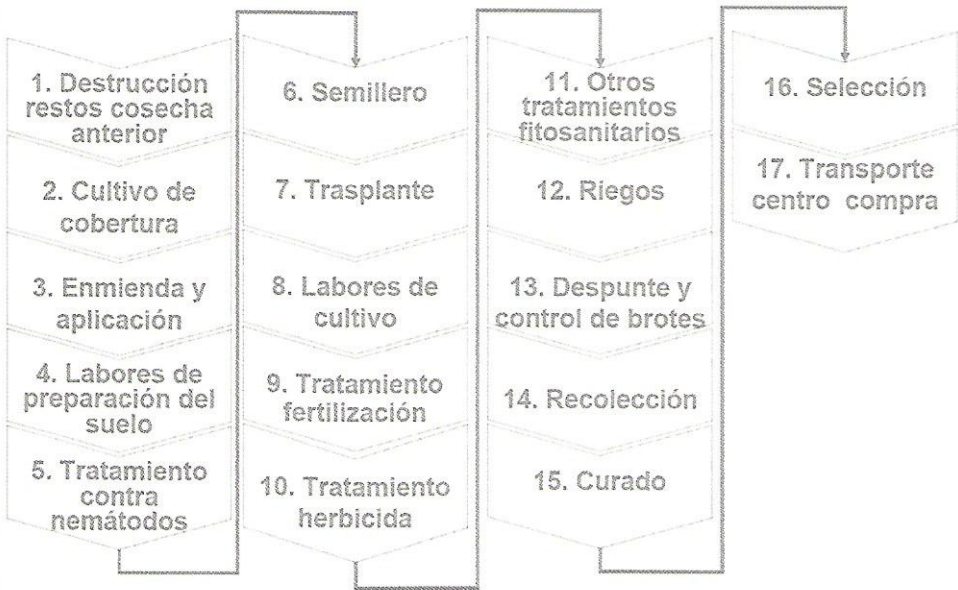 1. Destrucción
restos cosecha
anterior
2. Cultivo de
cobertura
3. Enmienda y
aplicación
4. Labores de
preparación del
suelo
5. Tratamiento
contra
nemátodos
6. Semillero
7. Trasplante
8. Labores de
cultivo
9. Tratamiento
fertilización
10. Tratamiento
herbicida
11. Otros
tratamientos
fitosanitarios
12. Riegos
13. Despunte y
control de brotes
14. Recolección
15. Curado
16. Selección
17. Transporte
centro compra